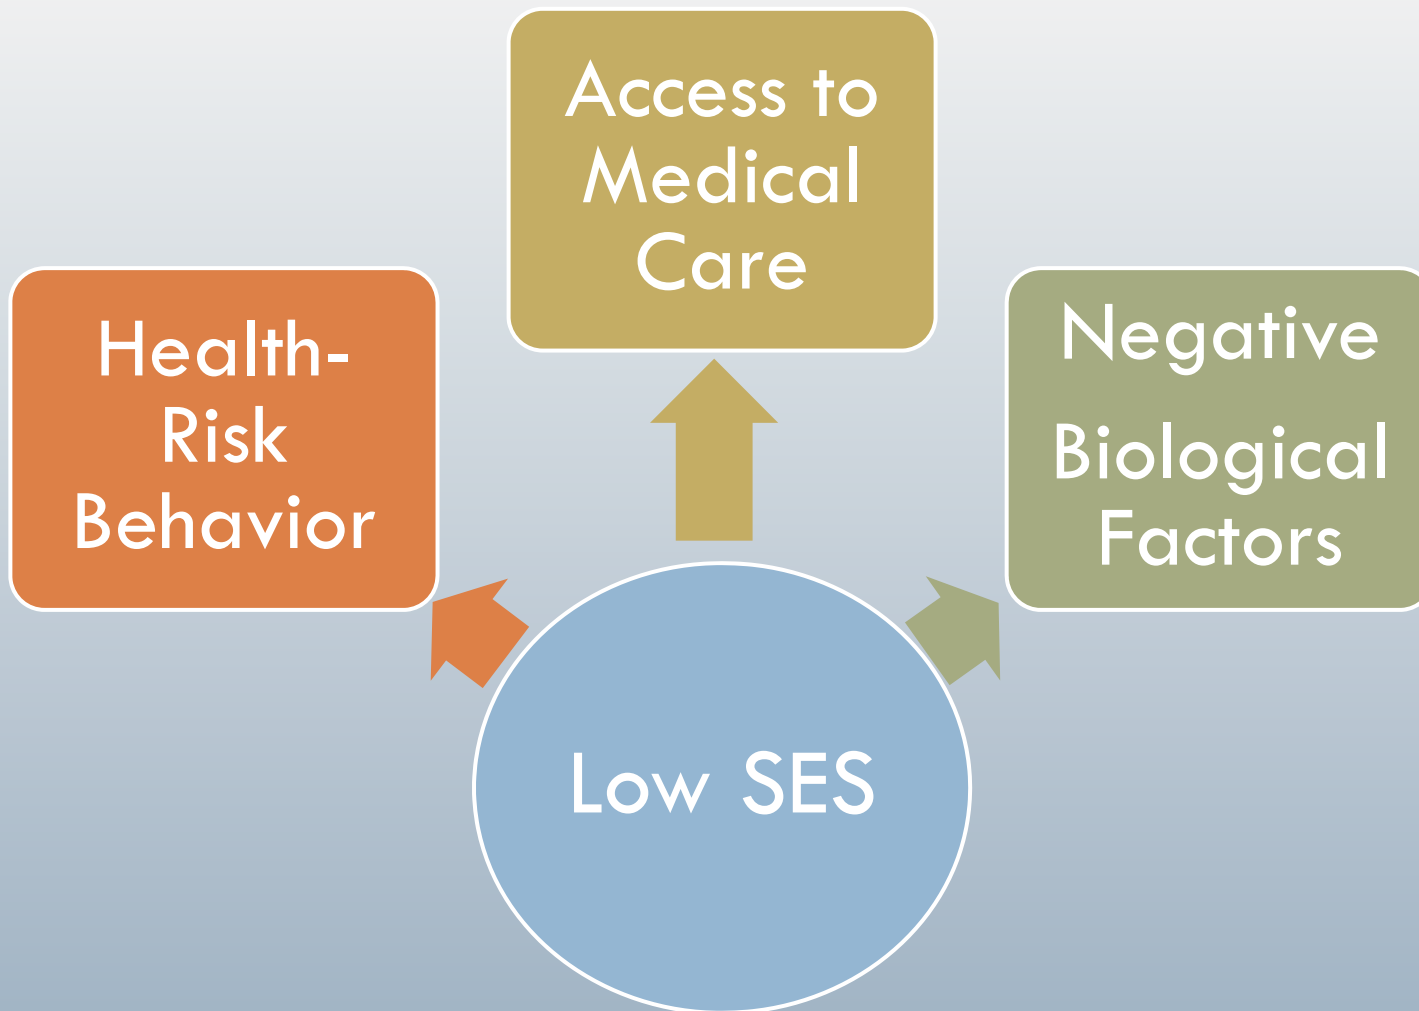 Access to
Medical
Care
Health-
Risk
Behavior
Negative
Biological
Factors
Low SES